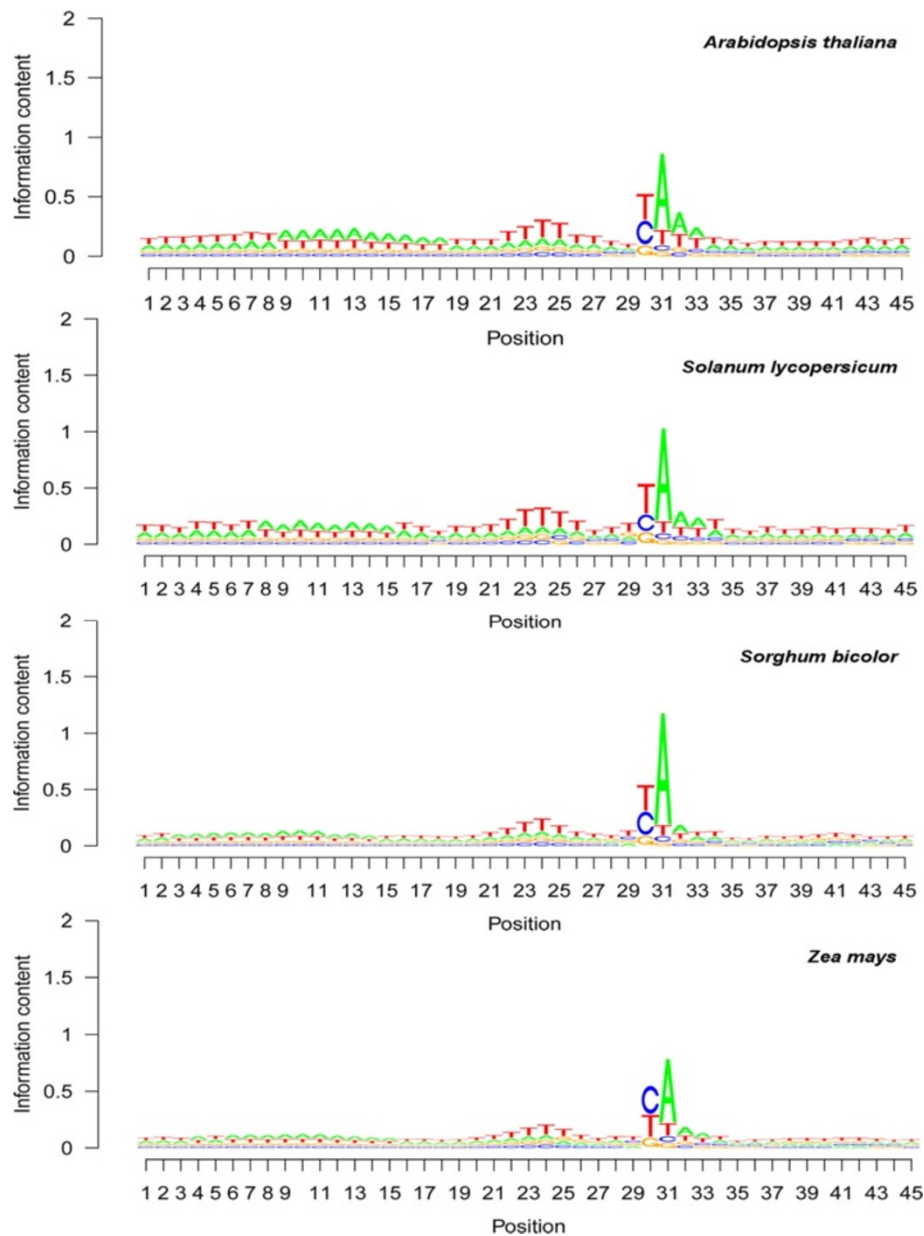 2
Arabidopsis thaliana
1.5
1
0.5
0
Information content
1 2 3 4 5 6 7 8 9 11 13 15 17 19 21 23 25 27 29 31 33 35 37 39 41 43 45
Position
2
Solanum lycopersicum
1.5
1
0.5
0
Information content
1 2 3 4 5 6 7 8 9 11 13 15 17 19 21 23 25 27 29 31 33 35 37 39 41 43 45
Position
2
Sorghum bicolor
1.5
1
0.5
0
Information content
1 2 3 4 5 6 7 8 9 11 13 15 17 19 21 23 25 27 29 31 33 35 37 39 41 43 45
Position
2
Zea mays
1.5
1
0.5
0
Information content
1 2 3 4 5 6 7 8 9 11 13 15 17 19 21 23 25 27 29 31 33 35 37 39 41 43 45
Position